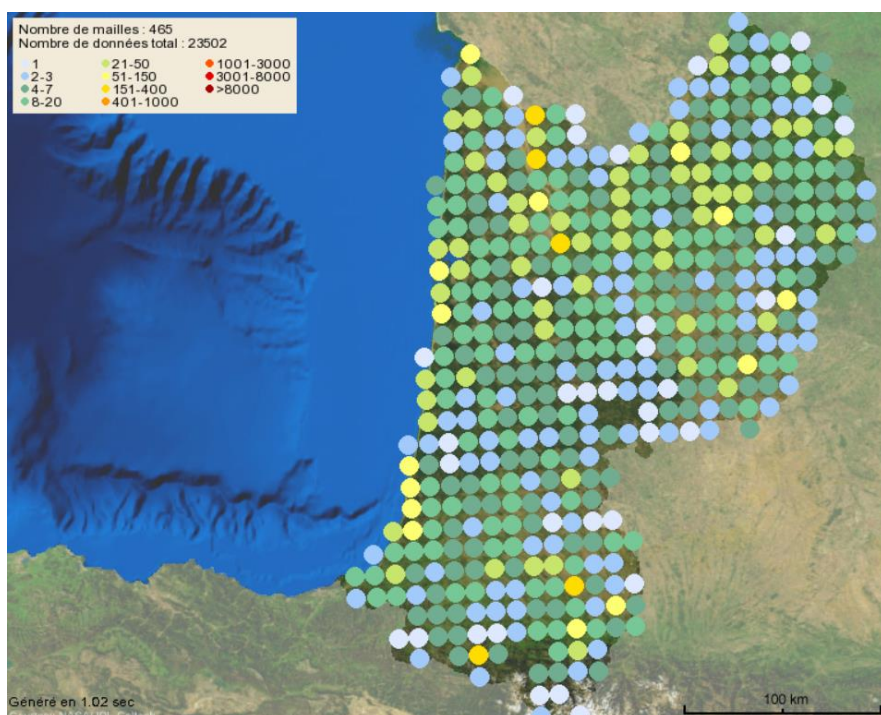 Nombre de mailles : 465
Nombre de données total : 23502
1 21-50 1001-3000
2-3 51-150 3001-8000
4-7 151-400 >8000
8-20 401-1000
Généré en 1.02 sec
100 km